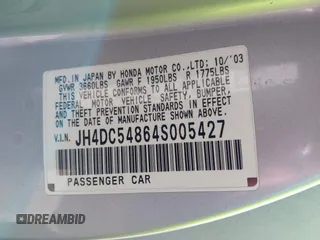 MFD. IN JAPAN BY HONDA MOTOR CO., LTD. 10/'03
GVWR 3660LBS GAWR F 1950LBS R 1775LBS
THIS VEHICLE CONFORMS TO ALL APPLICABLE
FEDERAL MOTOR VEHICLE SAFETY, BUMPER,
AND THEFT PREVENTION STANDARDS IN EFFECT
ON THE DATE OF MANUFACTURE SHOWN ABOVE.
V.I.N. JH4DC54864S005427
PASSENGER CAR
© DREAMBID